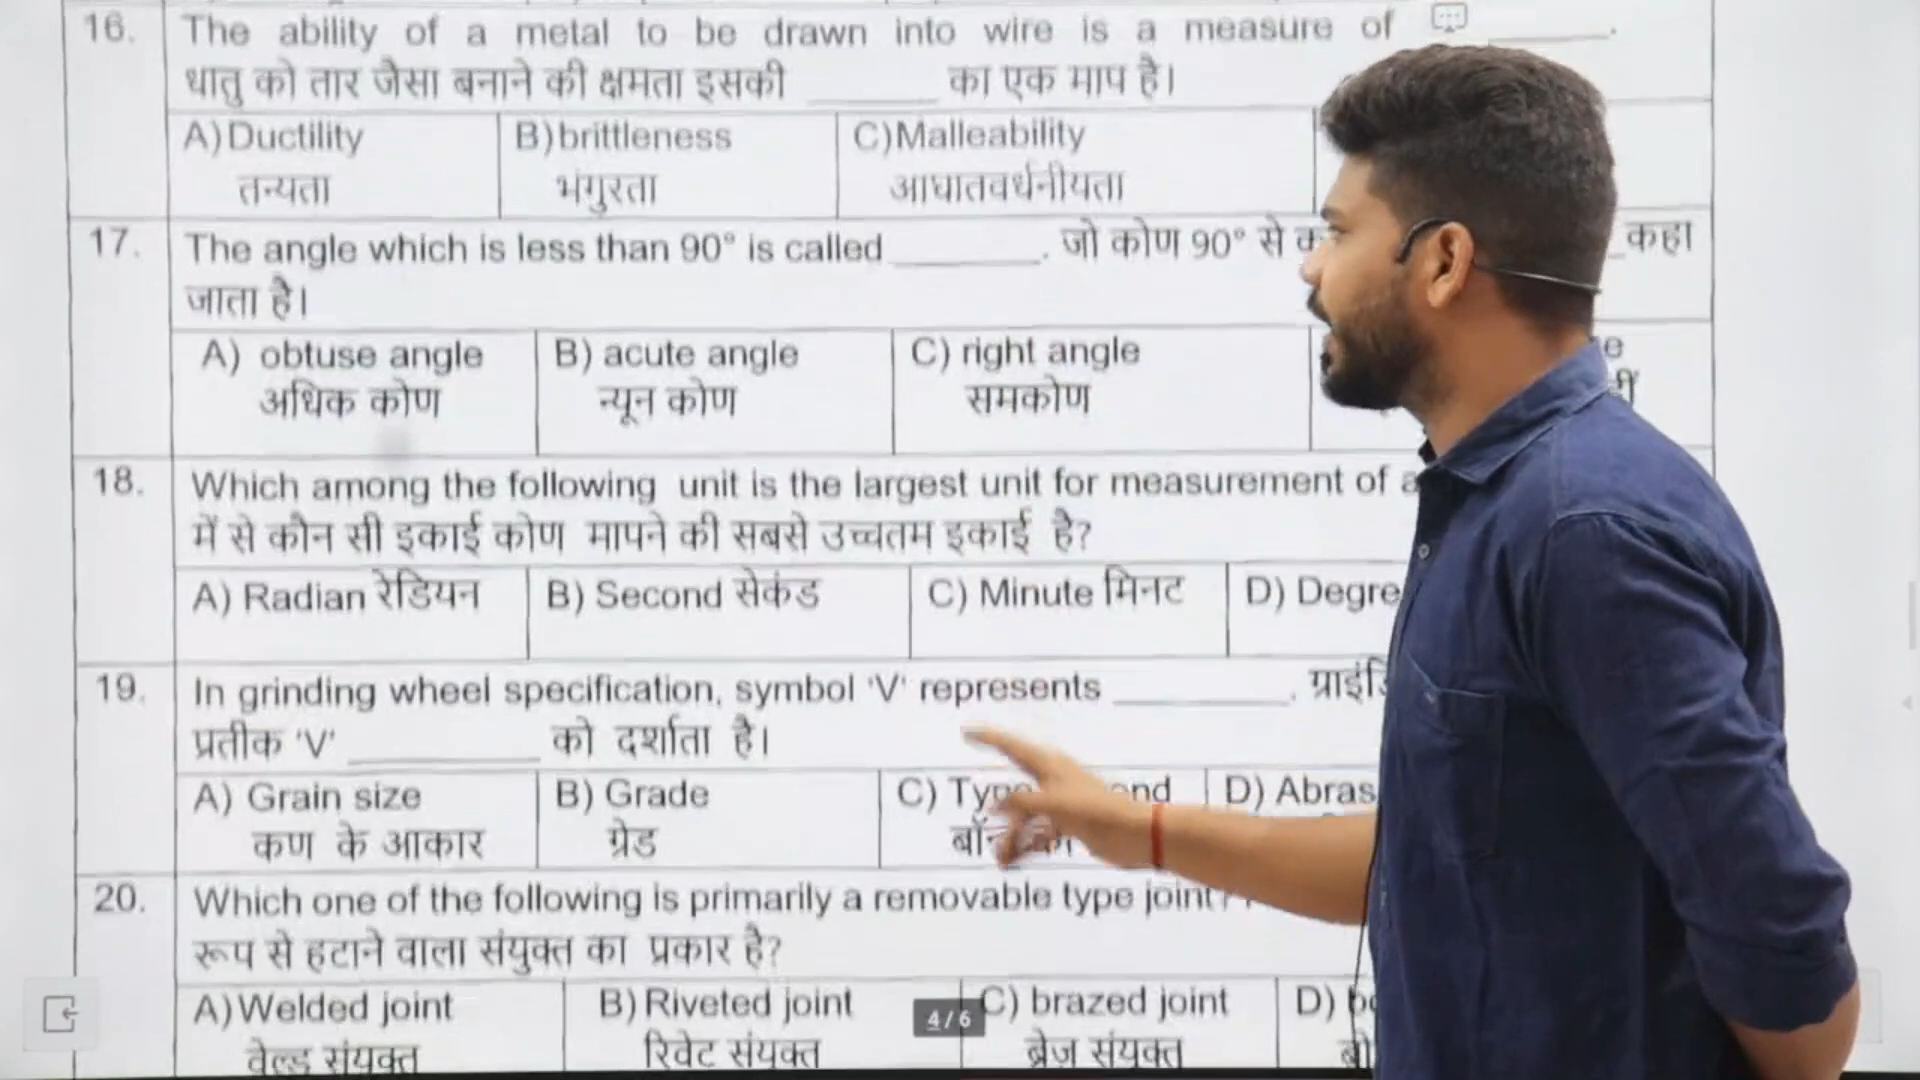 16. The ability of a metal to be drawn into wire is a measure of ______.
धातु को तार जैसा बनाने की क्षमता इसकी ______ का एक माप है।
A) Ductility B) brittleness C) Malleability
तन्यता भंगुरता आघातवर्धनीयता
17. The angle which is less than 90° is called ______. जो कोण 90° से कहा
जाता है।
A) obtuse angle B) acute angle C) right angle
अधिक कोण न्यून कोण समकोण
18. Which among the following unit is the largest unit for measurement of
में से कौन सी इकाई कोण मापने की सबसे उच्चतम इकाई है?
A) Radian रेडियन B) Second सेकंड C) Minute मिनट D) Degre
19. In grinding wheel specification, symbol 'V' represents ______.
प्रतीक 'V' ______ को दर्शाता है।
A) Grain size B) Grade C) D) Abras
कण के आकार ग्रेड
20. Which one of the following is primarily a removable type joint
रूप से हटाने वाला संयुक्त का प्रकार है?
A) Welded joint B) Riveted joint C) brazed joint D)
वेल्ड संयुक्त रिवेट संयुक्त ब्रेज़ संयुक्त
4/6